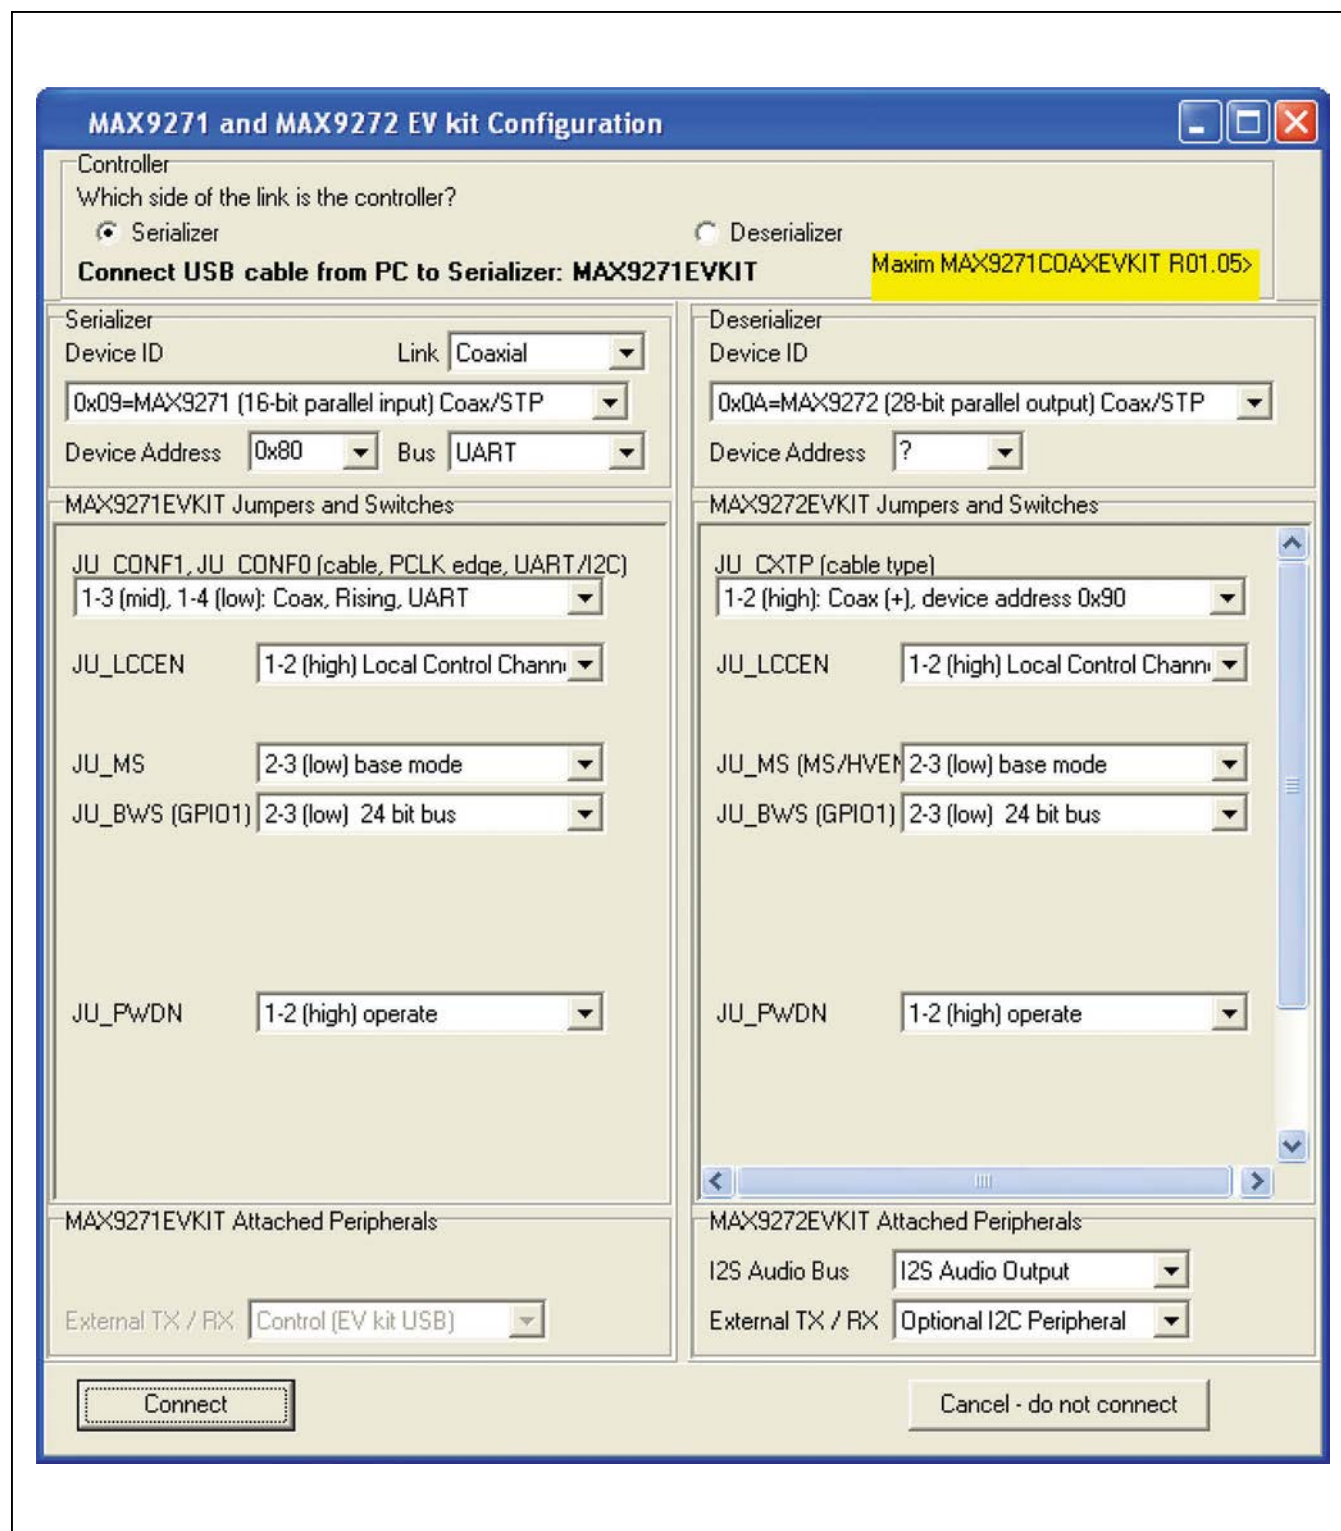 MAX9271 and MAX9272 EV kit Configuration
Controller
Which side of the link is the controller?
Serializer
Deserializer
Connect USB cable from PC to Serializer: MAX9271EVKIT
Maxim MAX9271COAXEVKIT R01.05>
Serializer
Device ID
Link Coaxial
0x09=MAX9271 (16-bit parallel input) Coax/STP
Device Address 0x80 Bus UART
Deserializer
Device ID
0x0A=MAX9272 (28-bit parallel output) Coax/STP
Device Address ?
MAX9271EVKIT Jumpers and Switches
JU_CONF1, JU_CONF0 (cable, PCLK edge, UART/I2C)
1-3 (mid), 1-4 (low): Coax, Rising, UART
JU_LCCEN 1-2 (high) Local Control Chann
JU_MS 2-3 (low) base mode
JU_BWS (GPIO1) 2-3 (low) 24 bit bus
JU_PWDN 1-2 (high) operate
MAX9272EVKIT Jumpers and Switches
JU_CXTP (cable type)
1-2 (high): Coax (+), device address 0x90
JU_LCCEN 1-2 (high) Local Control Chann
JU_MS (MS/HVEN 2-3 (low) base mode
JU_BWS (GPIO1) 2-3 (low) 24 bit bus
JU_PWDN 1-2 (high) operate
MAX9271EVKIT Attached Peripherals
External TX / RX Control (EV kit USB)
MAX9272EVKIT Attached Peripherals
I2S Audio Bus I2S Audio Output
External TX / RX Optional I2C Peripheral
Connect
Cancel - do not connect